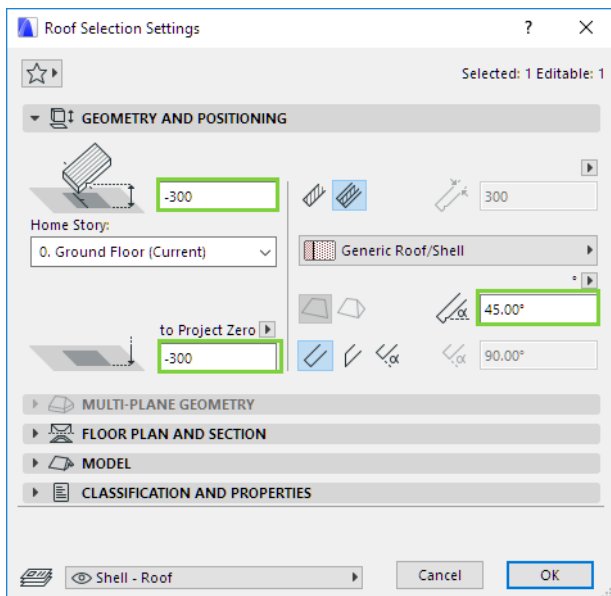 Roof Selection Settings
?
Selected: 1 Editable: 1
GEOMETRY AND POSITIONING
-300
300
Home Story:
0. Ground Floor (Current)
Generic Roof/Shell
°
45.00°
α
to Project Zero
-300
α
α
90.00°
MULTI-PLANE GEOMETRY
FLOOR PLAN AND SECTION
MODEL
CLASSIFICATION AND PROPERTIES
Shell - Roof
Cancel
OK